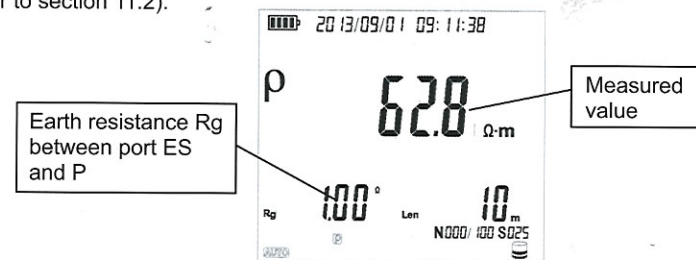 to section 11.2).
2013/09/01 09:11:38
ρ
62.8 Ω·m
Measured
value
Earth resistance Rg
between port ES
and P
Rg 1.00 Ω Len 10 m
P
N000/100 S025
AUTO